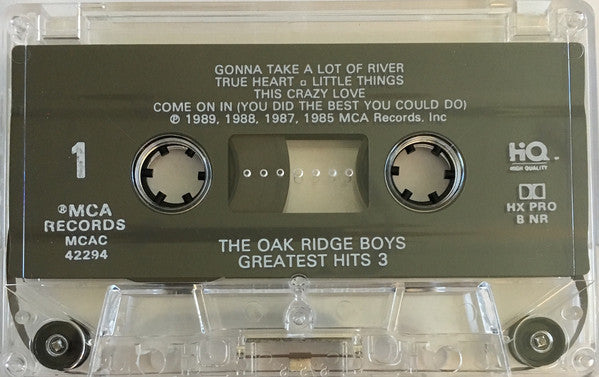 GONNA TAKE A LOT OF RIVER
TRUE HEART ▫ LITTLE THINGS
THIS CRAZY LOVE
COME ON IN (YOU DID THE BEST YOU COULD DO)
℗ 1989, 1988, 1987, 1985 MCA Records, Inc
1
HiQ
HIGH QUALITY
®MCA
RECORDS
MCAC
42294
HX PRO
B NR
THE OAK RIDGE BOYS
GREATEST HITS 3